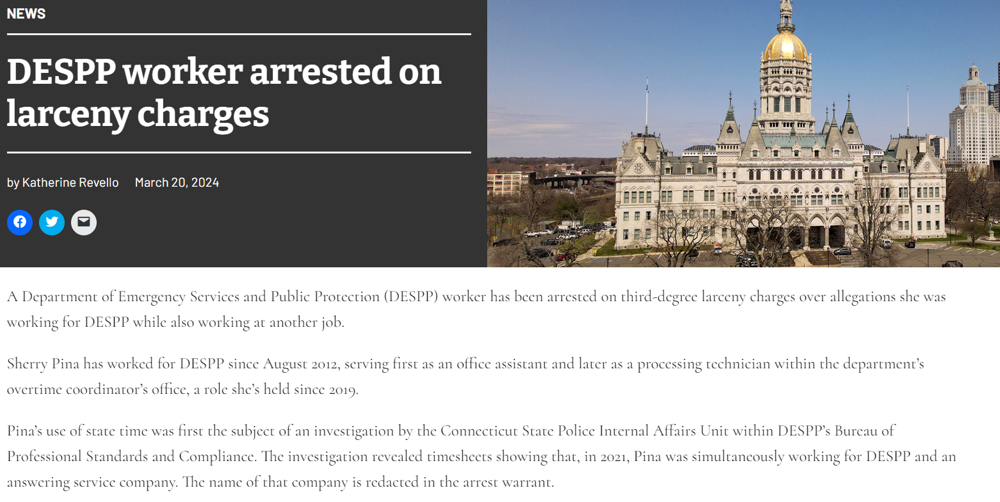 NEWS
DESPP worker arrested on
larceny charges
by Katherine Revello March 20, 2024
A Department of Emergency Services and Public Protection (DESPP) worker has been arrested on third-degree larceny charges over allegations she was
working for DESPP while also working at another job.
Sherry Pina has worked for DESPP since August 2012, serving first as an office assistant and later as a processing technician within the department’s
overtime coordinator’s office, a role she’s held since 2019.
Pina’s use of state time was first the subject of an investigation by the Connecticut State Police Internal Affairs Unit within DESPP’s Bureau of
Professional Standards and Compliance. The investigation revealed timesheets showing that, in 2021, Pina was simultaneously working for DESPP and an
answering service company. The name of that company is redacted in the arrest warrant.